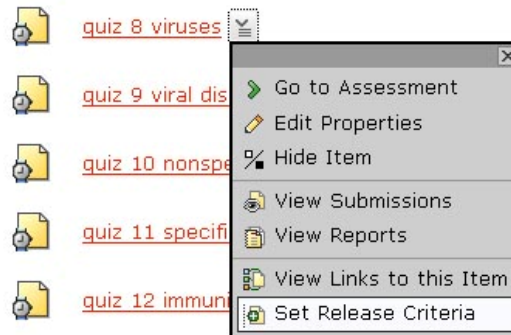 quiz 8 viruses
Go to Assessment
quiz 9 viral dis
Edit Properties
Hide Item
quiz 10 nonspe
View Submissions
quiz 11 specifi
View Reports
View Links to this Item
quiz 12 immuni
Set Release Criteria